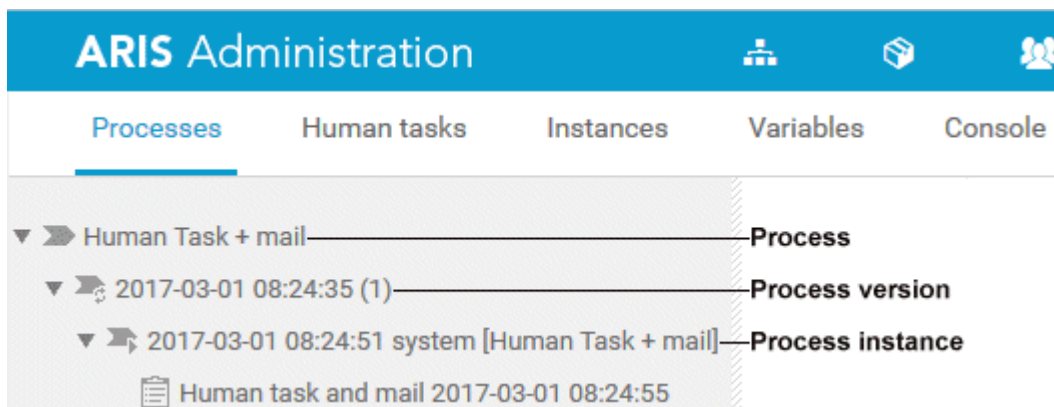 ARIS Administration
Processes Human tasks Instances Variables Console
Human Task + mail Process
2017-03-01 08:24:35 (1) Process version
2017-03-01 08:24:51 system [Human Task + mail] Process instance
Human task and mail 2017-03-01 08:24:55